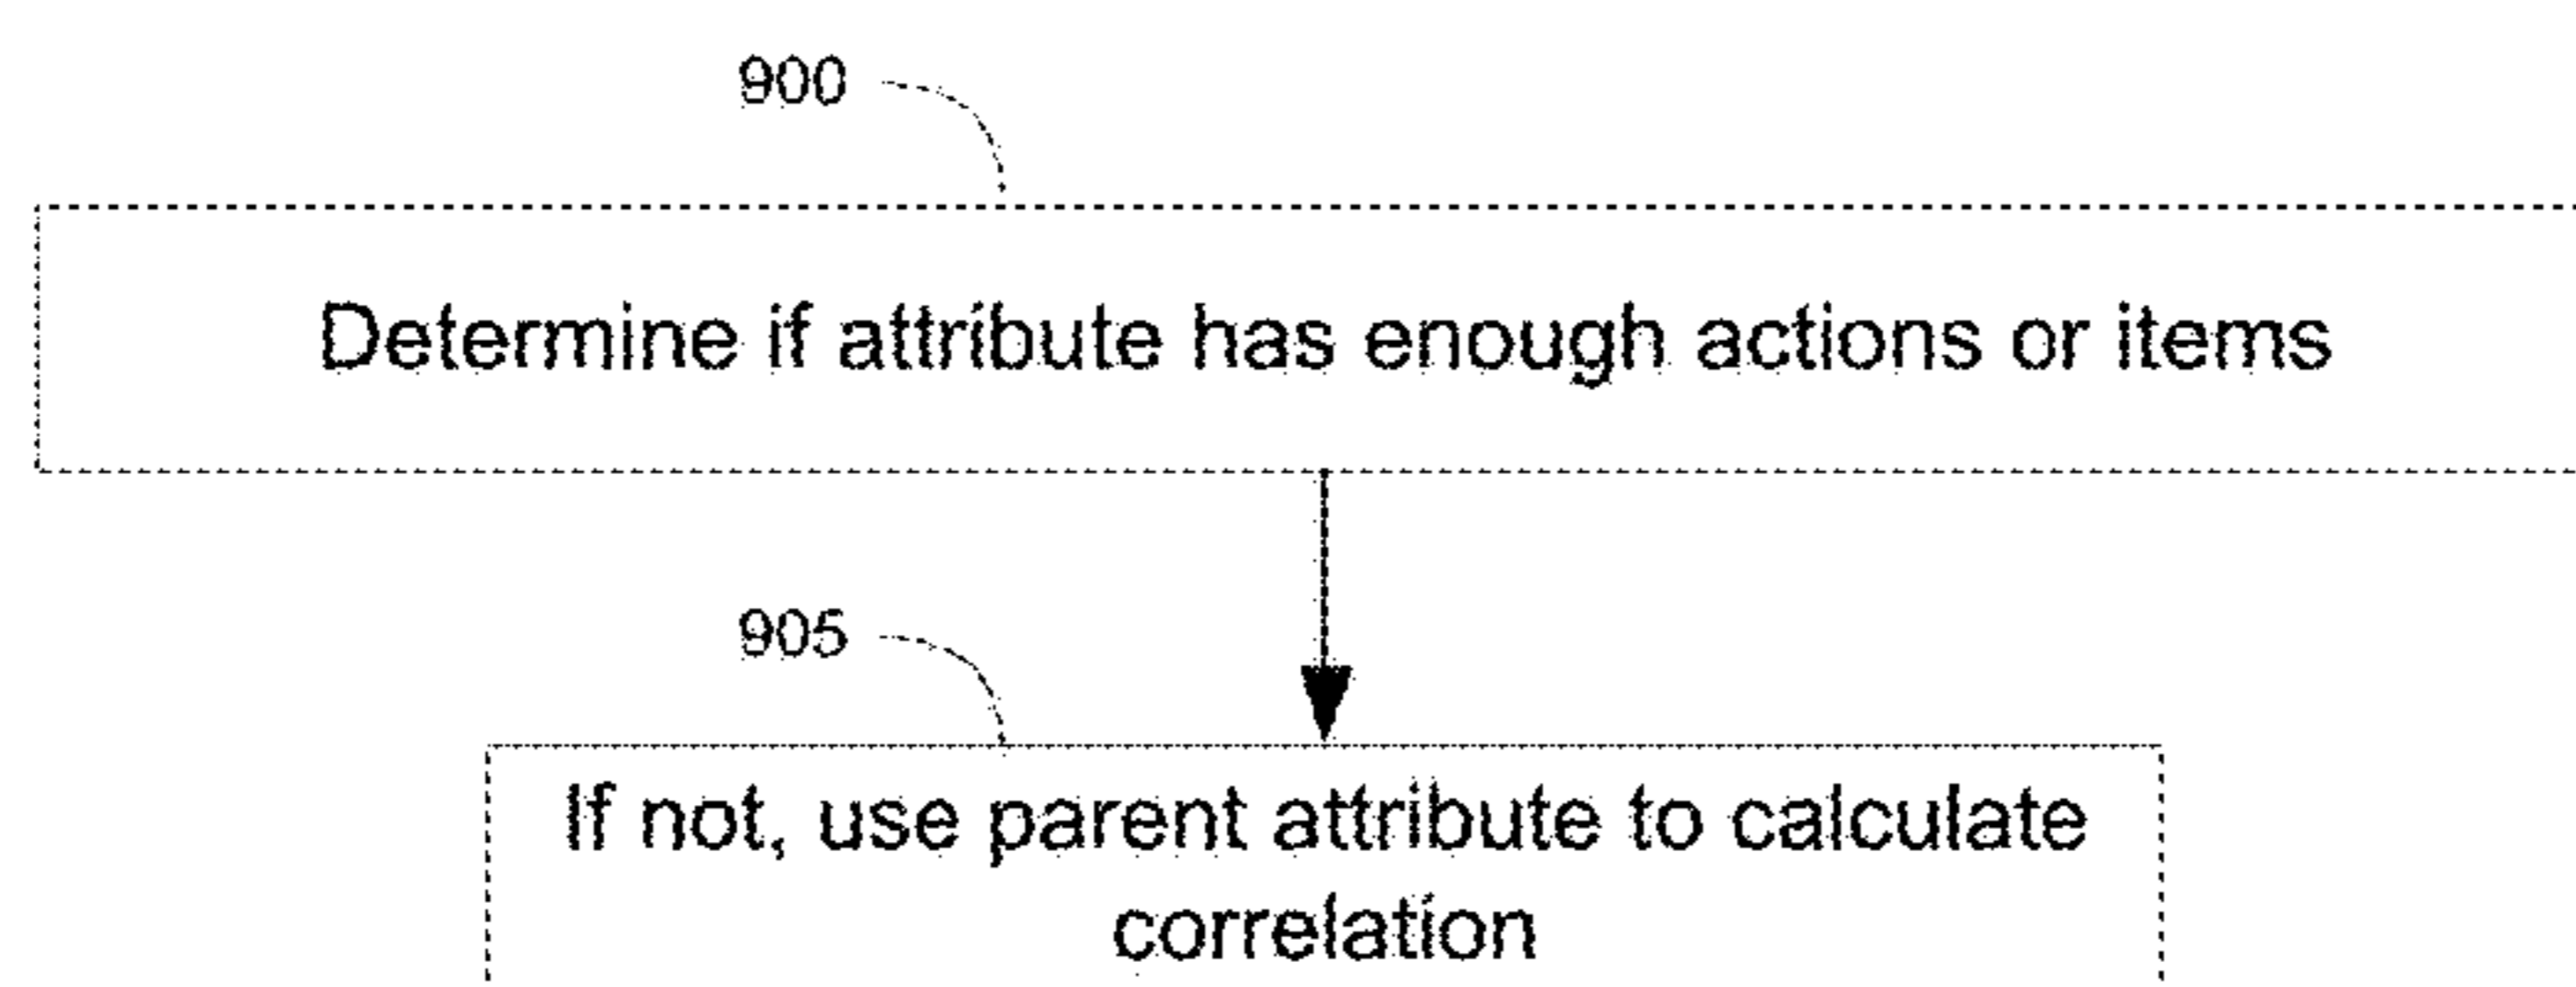 900
Determine if attribute has enough actions or items
905
If not, use parent attribute to calculate
correlation